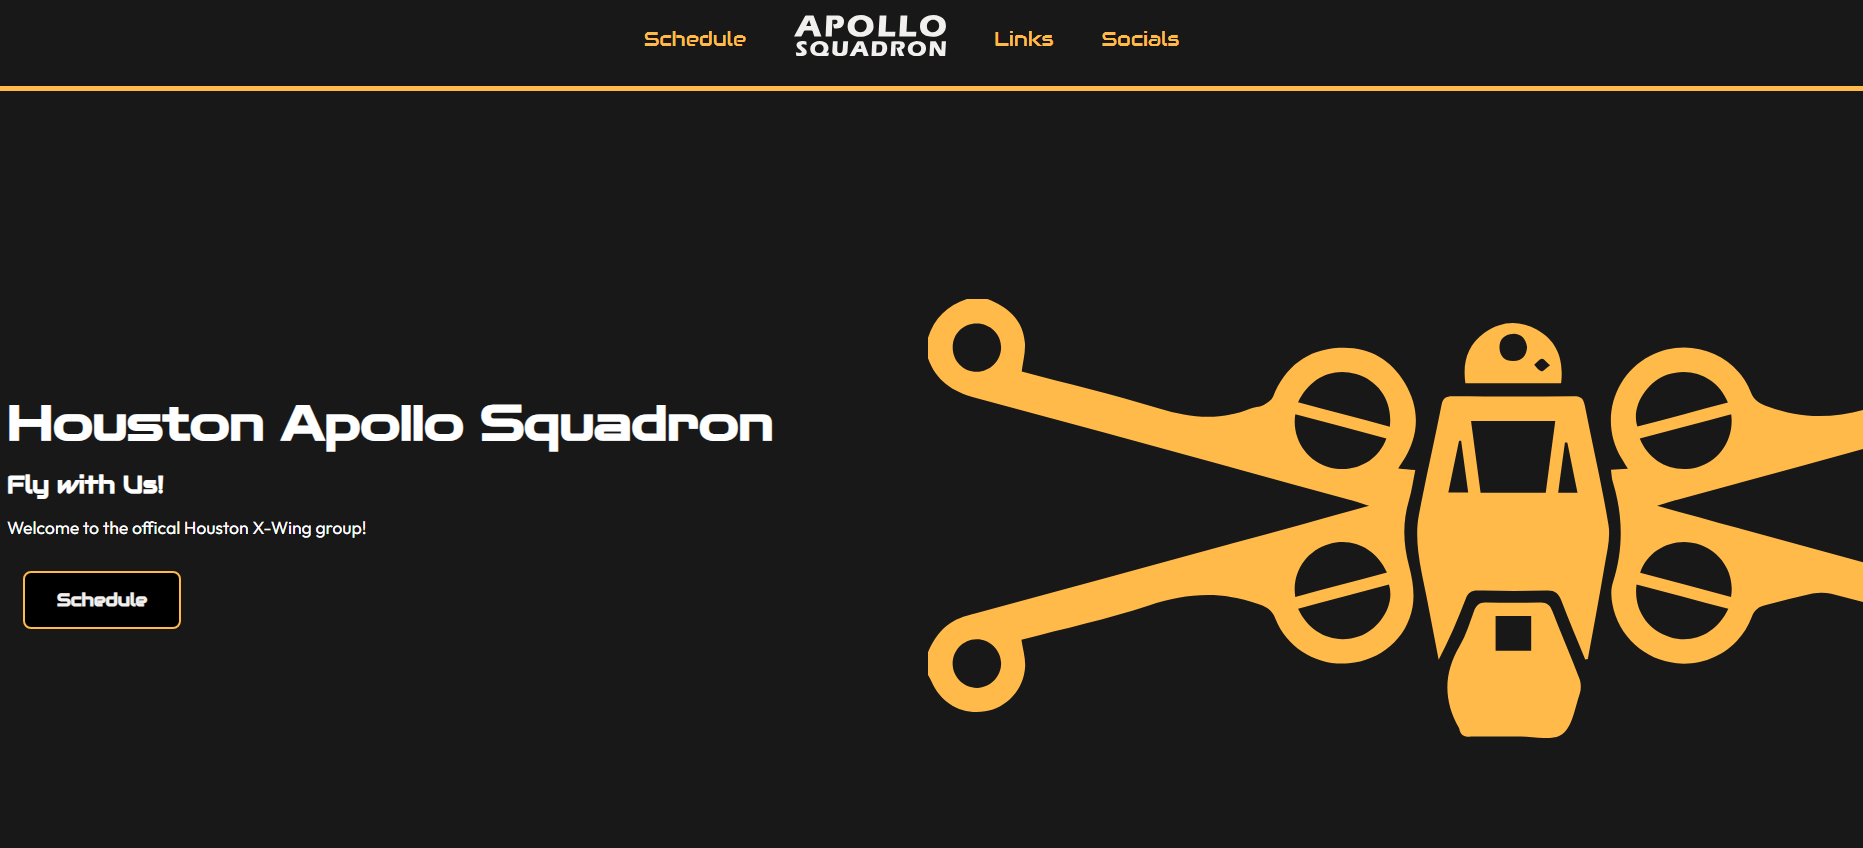 Schedule
APOLLO
SQUADRON
Links
Socials
Houston Apollo Squadron
Fly with Us!
Welcome to the offical Houston X-Wing group!
Schedule